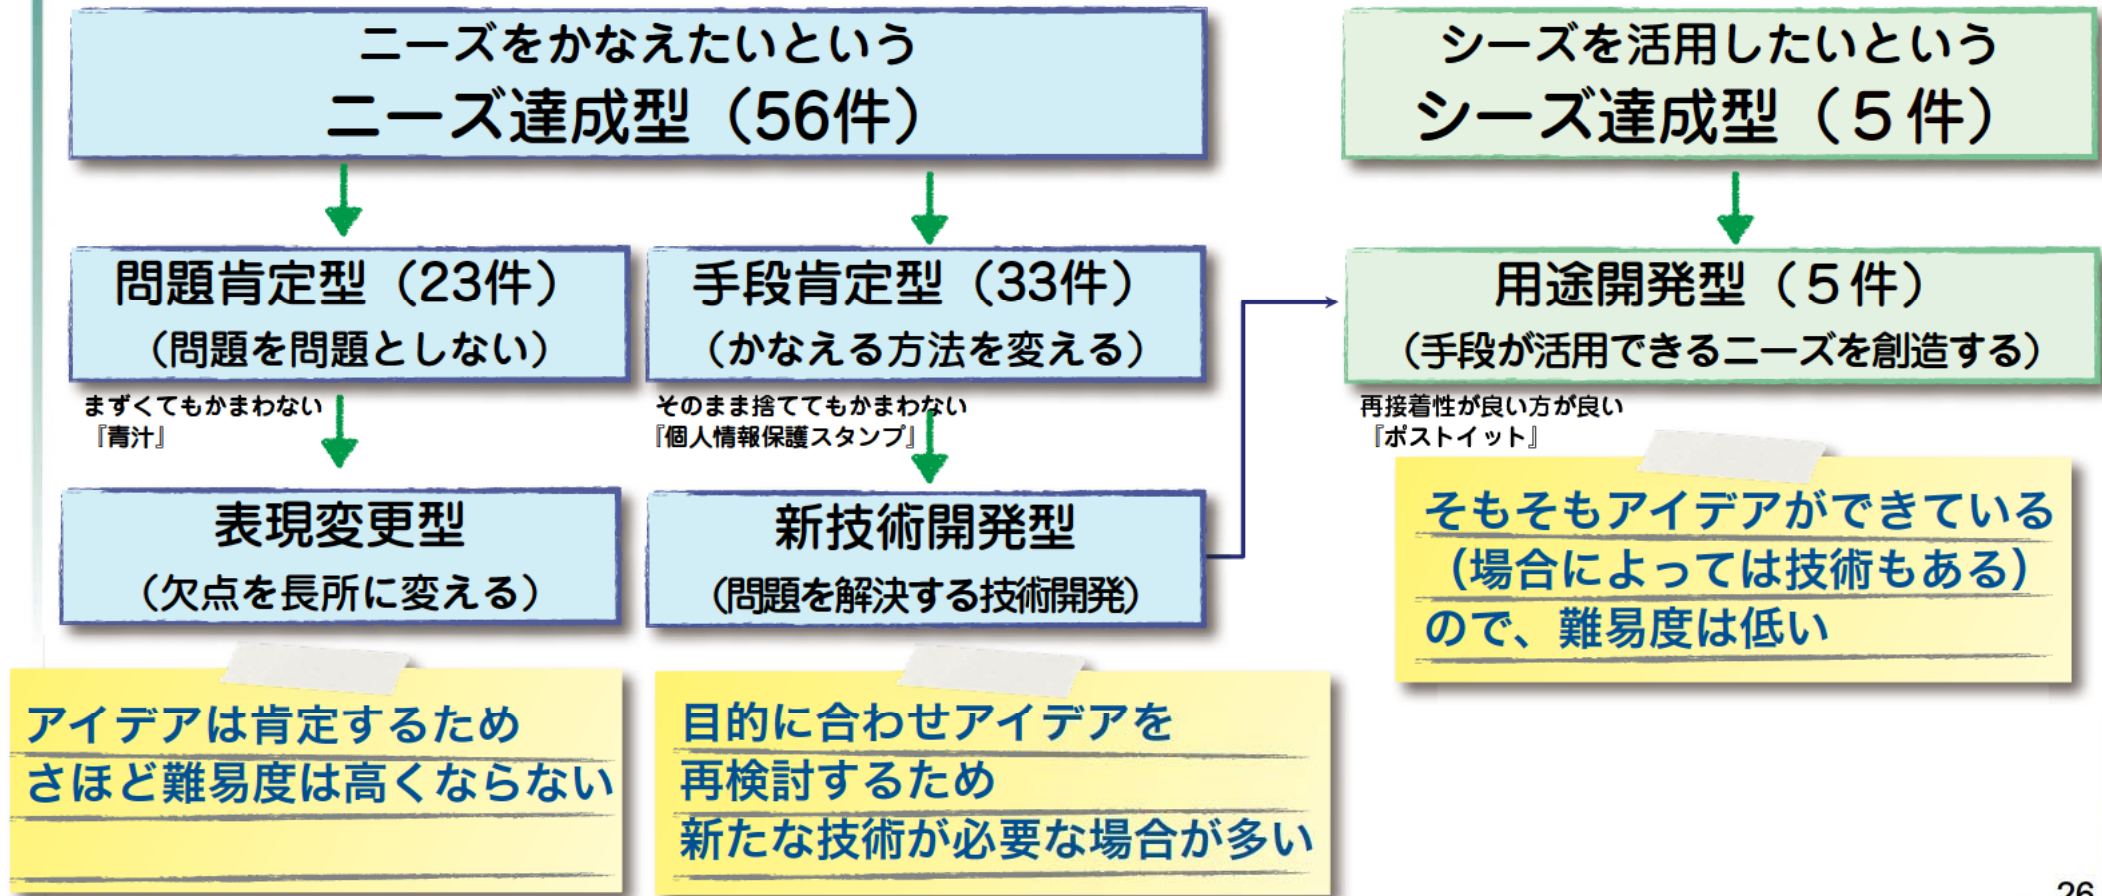 ニーズをかなえたいという
ニーズ達成型（56件）
シーズを活用したいという
シーズ達成型（５件）
問題肯定型（23件）
（問題を問題としない）
手段肯定型（33件）
（かなえる方法を変える）
用途開発型（５件）
（手段が活用できるニーズを創造する）
まずくてもかまわない
『青汁』
そのまま捨ててもかまわない
『個人情報保護スタンプ』
再接着性が良い方が良い
『ポストイット』
表現変更型
（欠点を長所に変える）
新技術開発型
（問題を解決する技術開発）
そもそもアイデアができている
（場合によっては技術もある）
ので、難易度は低い
アイデアは肯定するため
さほど難易度は高くならない
目的に合わせアイデアを
再検討するため
新たな技術が必要な場合が多い
26